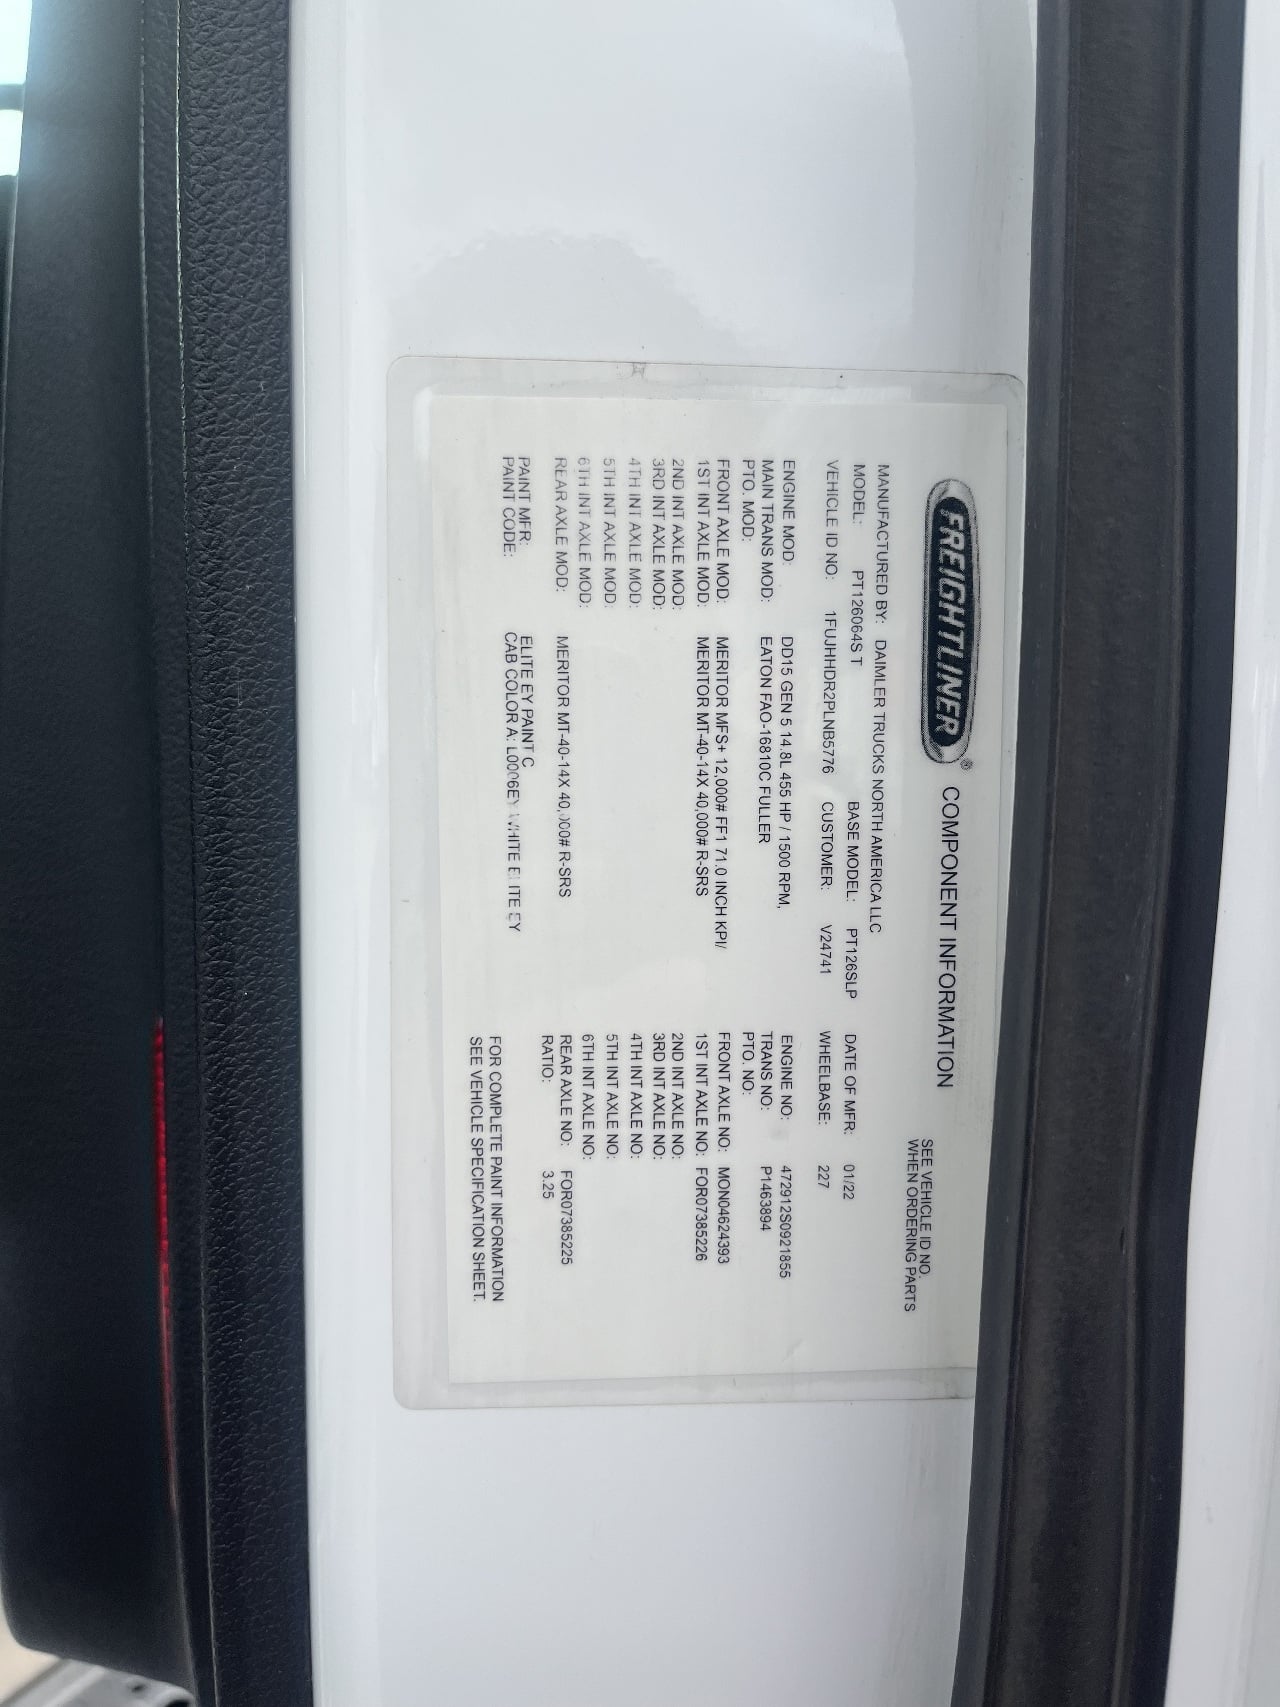 FREIGHTLINER® COMPONENT INFORMATION
SEE VEHICLE ID NO.
WHEN ORDERING PARTS
MANUFACTURED BY: DAIMLER TRUCKS NORTH AMERICA LLC
MODEL: PT126064S T BASE MODEL: PT126SLP DATE OF MFR: 01/22
VEHICLE ID NO: 1FUJHHDR2PLNB5776 CUSTOMER: V24741 WHEELBASE: 227
ENGINE MOD: DD15 GEN 5 14.8L 455 HP / 1500 RPM, ENGINE NO: 472912S0921855
MAIN TRANS MOD: EATON FAO-16810C FULLER TRANS NO: P1463894
PTO. MOD: PTO. NO:
FRONT AXLE MOD: MERITOR MFS+ 12,000# FF1 71.0 INCH KPI/ FRONT AXLE NO: MON04624393
1ST INT AXLE MOD: MERITOR MT-40-14X 40,000# R-SRS 1ST INT AXLE NO: FOR07385226
2ND INT AXLE MOD: 2ND INT AXLE NO:
3RD INT AXLE MOD: 3RD INT AXLE NO:
4TH INT AXLE MOD: 4TH INT AXLE NO:
5TH INT AXLE MOD: 5TH INT AXLE NO:
6TH INT AXLE MOD: 6TH INT AXLE NO:
REAR AXLE MOD: MERITOR MT-40-14X 40,000# R-SRS REAR AXLE NO: FOR07385225
RATIO: 3.25
PAINT MFR: ELITE EY PAINT C
PAINT CODE: CAB COLOR A: L0006EY WHITE ELITE EY
FOR COMPLETE PAINT INFORMATION
SEE VEHICLE SPECIFICATION SHEET.